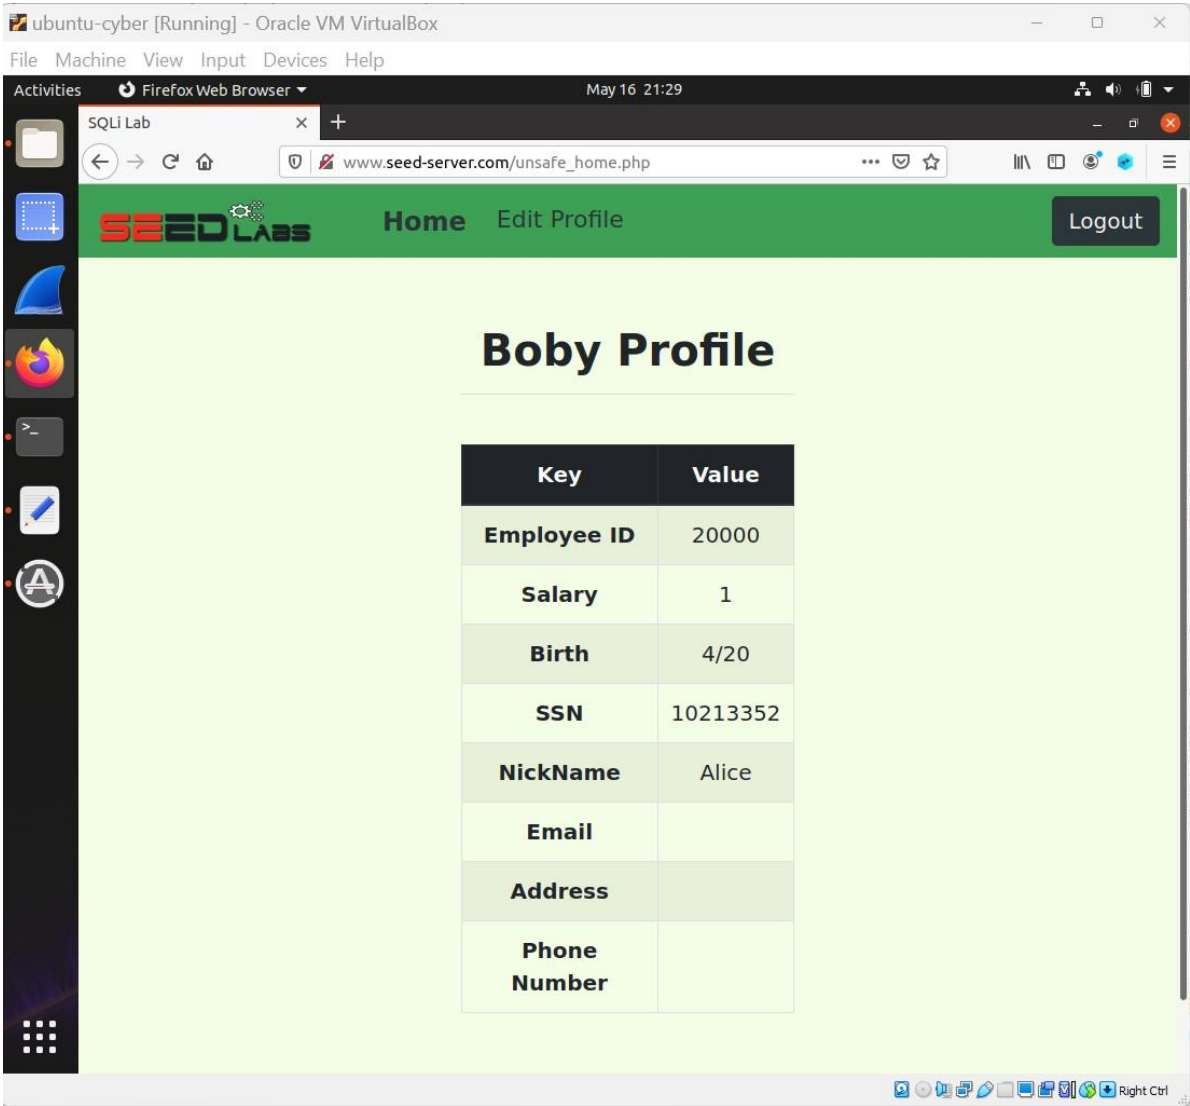 ubuntu-cyber [Running] - Oracle VM VirtualBox
File Machine View Input Devices Help
Activities Firefox Web Browser May 16 21:29
SQLi Lab
www.seed-server.com/unsafe_home.php
SEED LABS Home Edit Profile Logout
Boby Profile
Key Value
Employee ID 20000
Salary 1
Birth 4/20
SSN 10213352
NickName Alice
Email
Address
Phone
Number
Right Ctrl